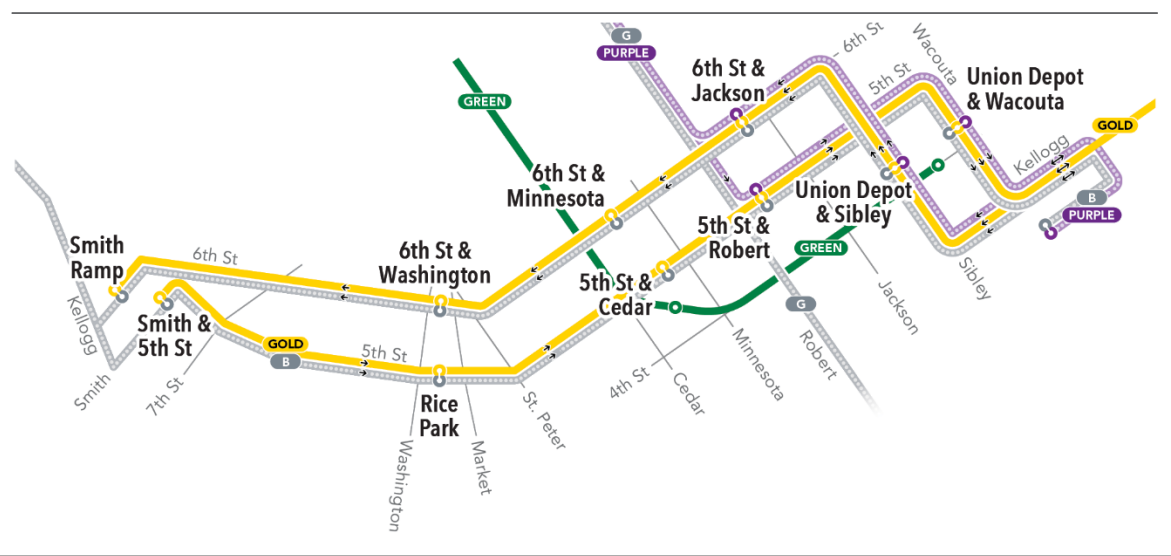 G
PURPLE
6th St
Wacouta
5th St
6th St &
Jackson
Union Depot
& Wacouta
GREEN
GOLD
Kellogg
6th St &
Minnesota
Union Depot
& Sibley
B
PURPLE
5th St &
Robert
Smith
Ramp
6th St
6th St &
Washington
GREEN
Sibley
5th St &
Cedar
Jackson
Kellogg
Smith &
5th St
G
GOLD
B
5th St
Minnesota
Robert
Smith
7th St
4th St
Cedar
Rice
Park
St. Peter
Market
Washington